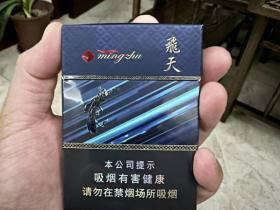 mingzhu
飛天
本公司提示
吸烟有害健康
请勿在禁烟场所吸烟